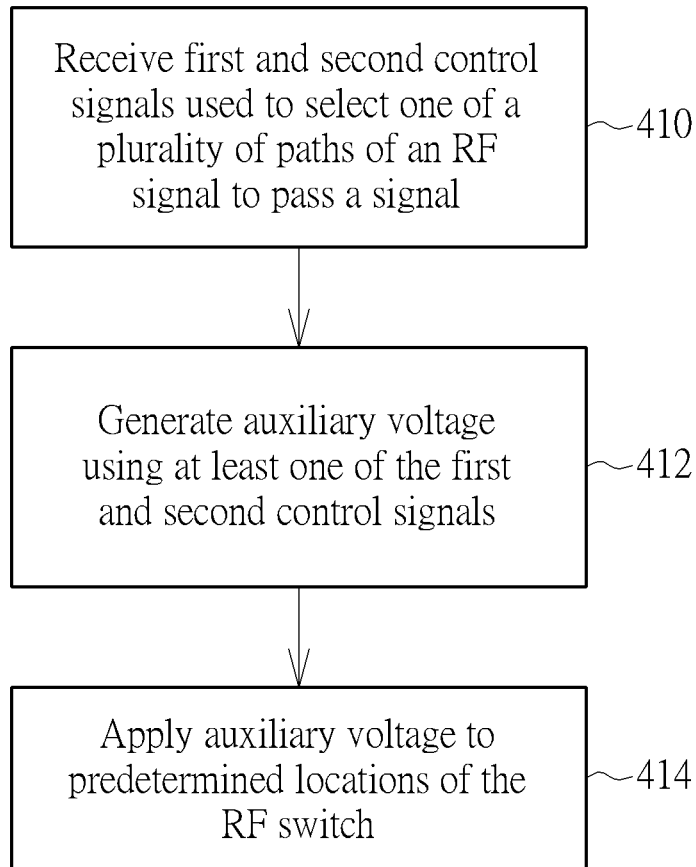 Receive first and second control
signals used to select one of a
plurality of paths of an RF
signal to pass a signal
410
Generate auxiliary voltage
using at least one of the first
and second control signals
412
Apply auxiliary voltage to
predetermined locations of the
RF switch
414